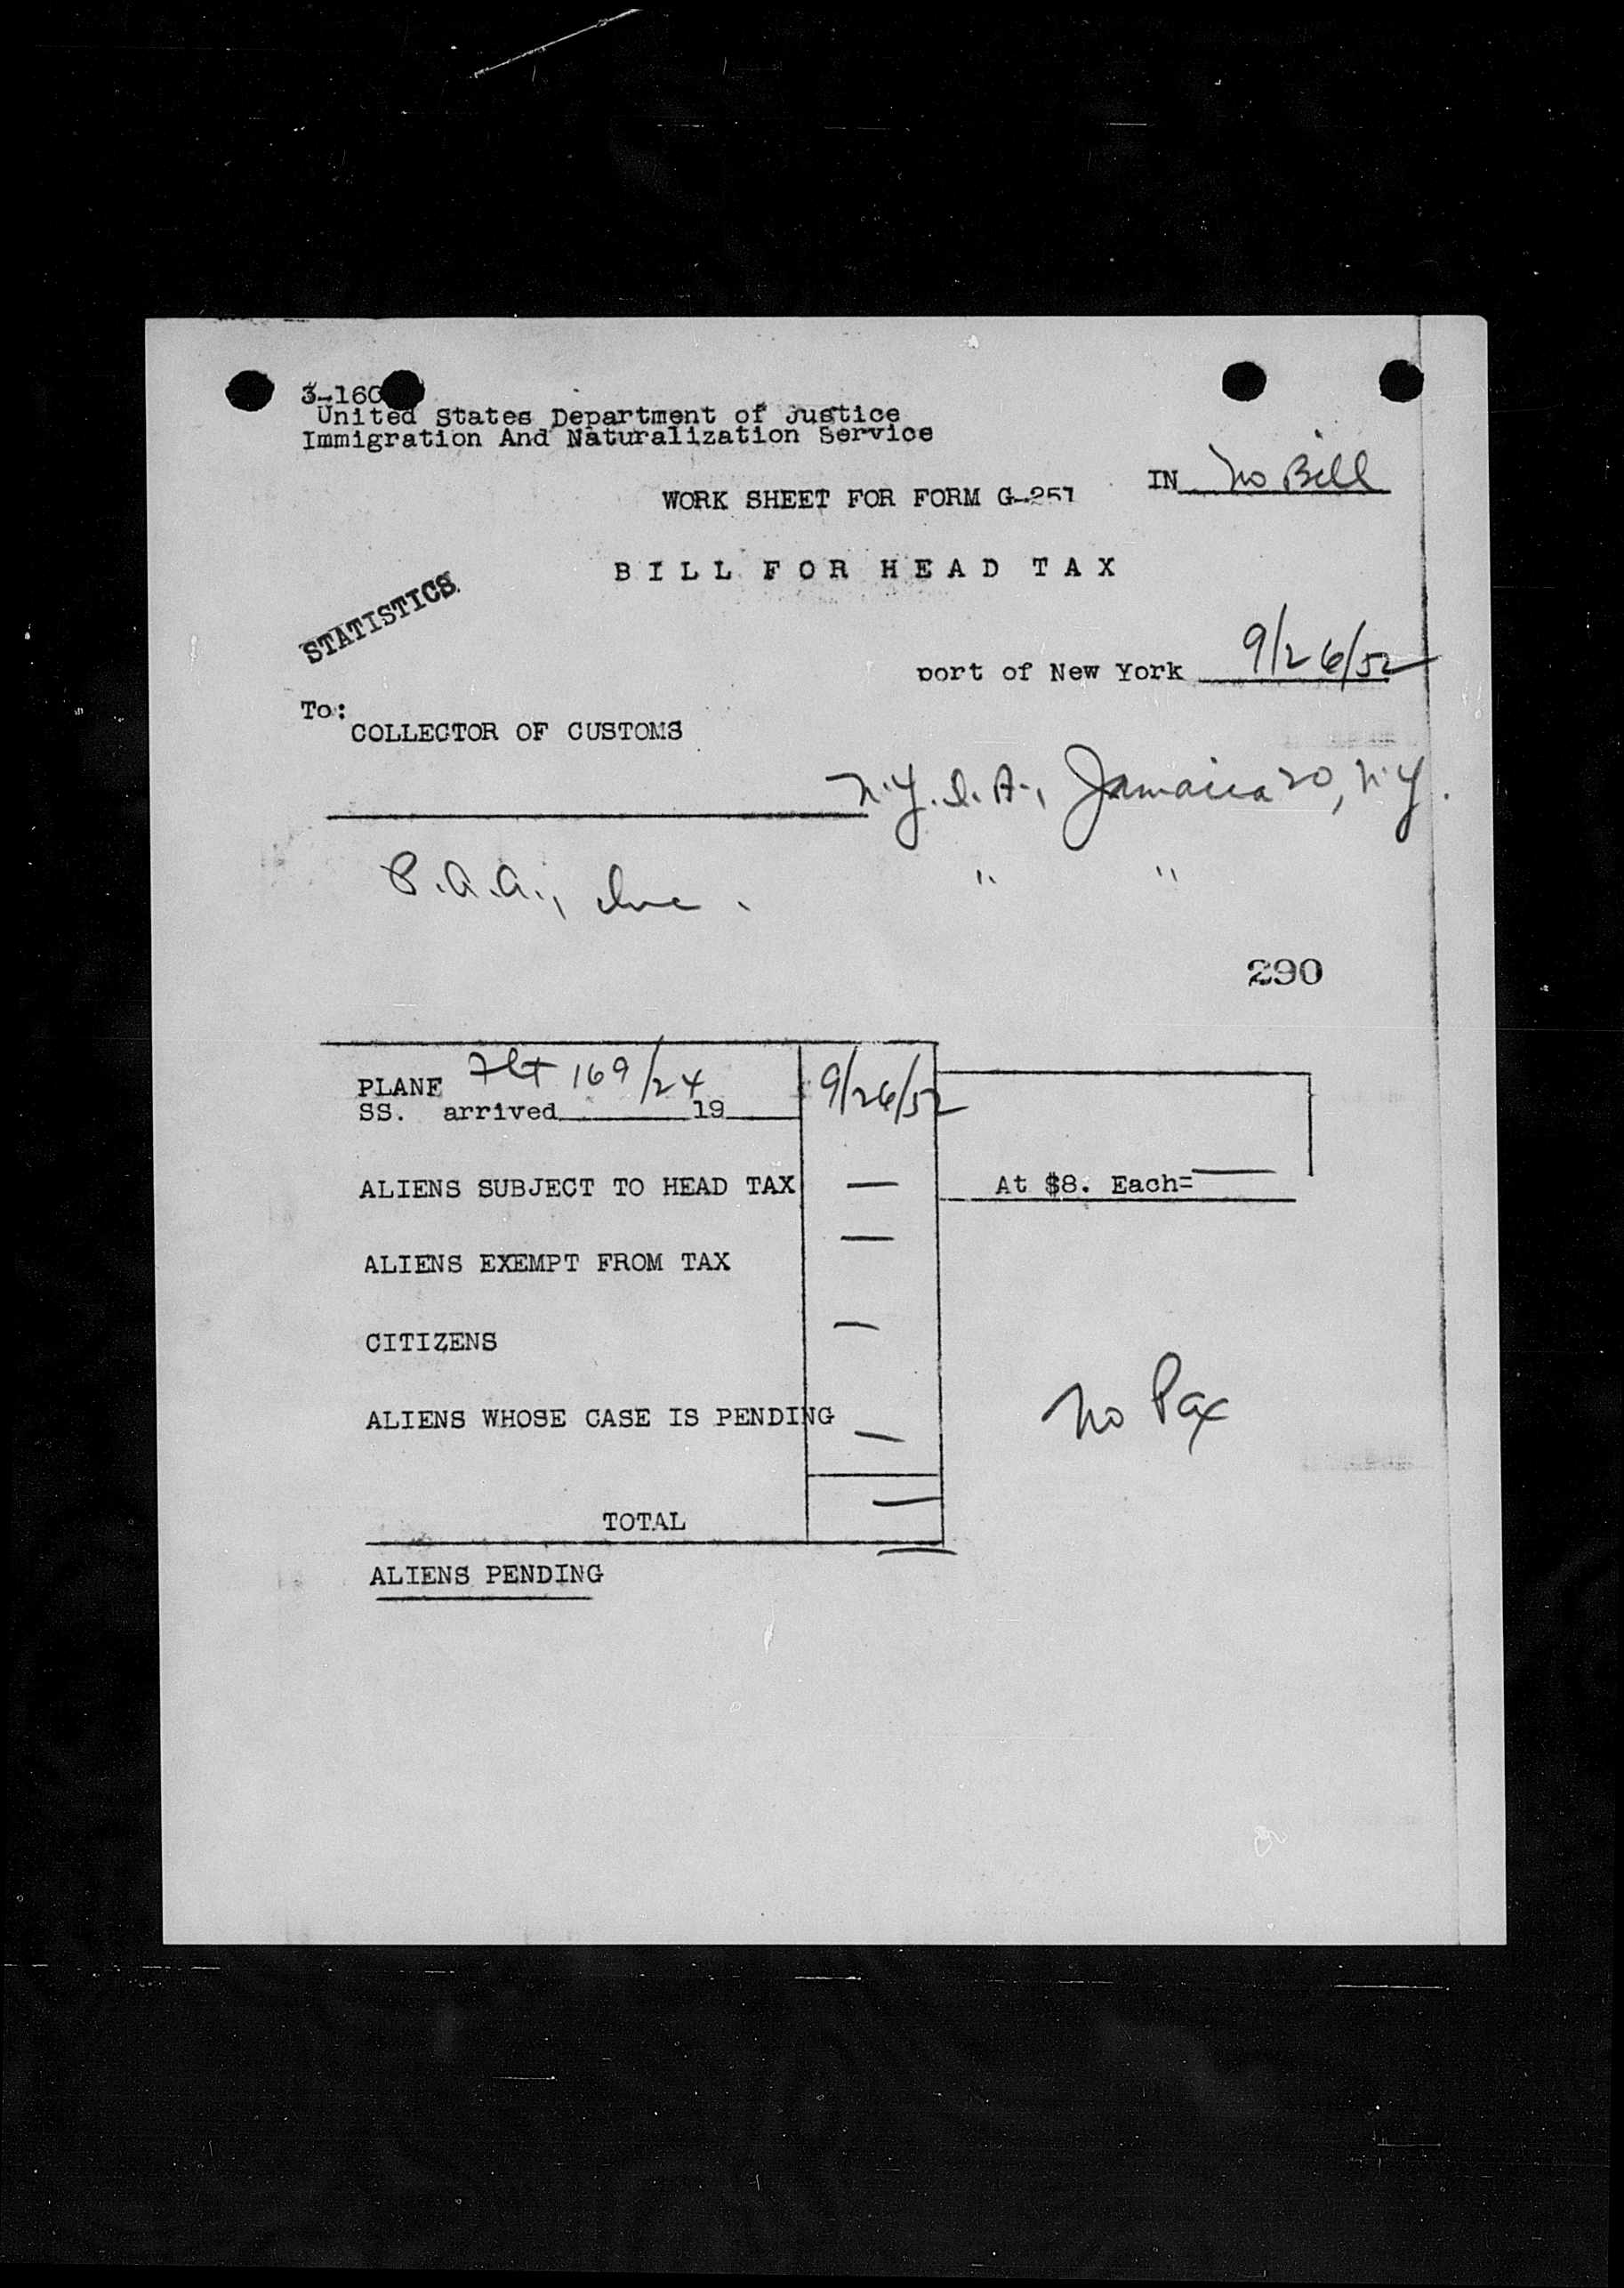 3-160
United States Department of Justice
Immigration And Naturalization Service
IN No Bill
WORK SHEET FOR FORM G-251
BILL FOR HEAD TAX
STATISTICS
port of New York 9/26/52
To:
COLLECTOR OF CUSTOMS
N.Y.I.A., Jamaica 20, N.Y.
P.A.A., Inc. " "
290
PLANE Flt 169/24 9/26/52
SS. arrived 19
ALIENS SUBJECT TO HEAD TAX — At $8. Each= —
ALIENS EXEMPT FROM TAX —
CITIZENS —
ALIENS WHOSE CASE IS PENDING —
No Pax
TOTAL —
ALIENS PENDING —